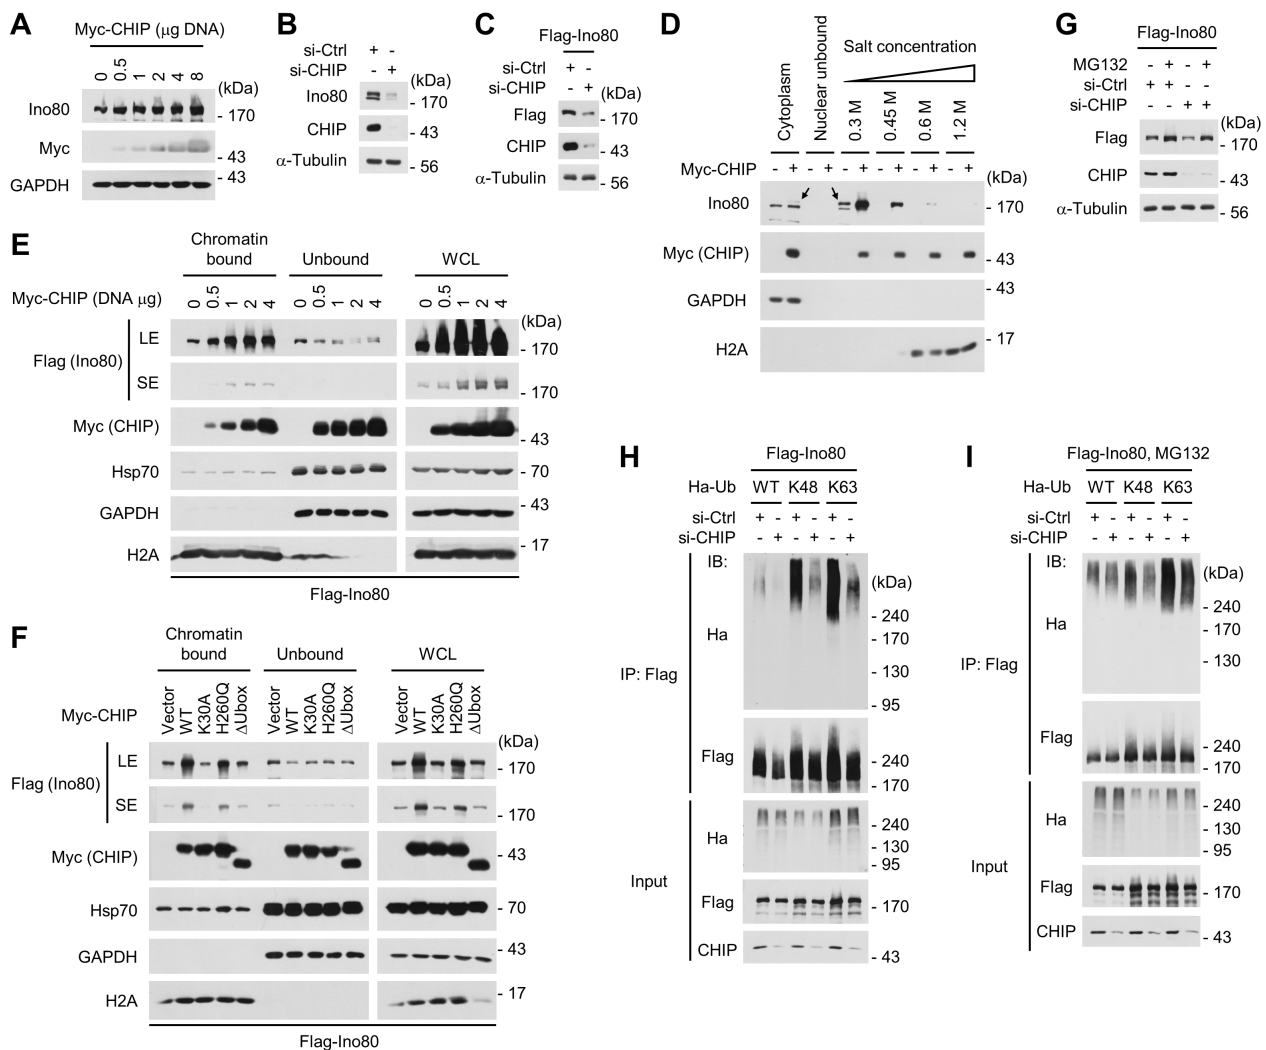 A
Myc-CHIP (μg DNA)
0 0.5 1 2 4 8
(kDa)
Ino80
- 170
Myc
- 43
GAPDH
- 43
B
si-Ctrl + -
si-CHIP - +
(kDa)
Ino80
- 170
CHIP
- 43
α-Tubulin
- 56
C
Flag-Ino80
si-Ctrl + -
si-CHIP - +
(kDa)
Flag
- 170
CHIP
- 43
α-Tubulin
- 56
D
Salt concentration
Cytoplasm
Nuclear unbound
0.3 M
0.45 M
0.6 M
1.2 M
Myc-CHIP - + - + - + - + - + - +
(kDa)
Ino80
- 170
Myc (CHIP)
- 43
GAPDH
- 43
H2A
- 17
G
Flag-Ino80
MG132 - + - +
si-Ctrl + + - -
si-CHIP - - + +
(kDa)
Flag
- 170
CHIP
- 43
α-Tubulin
- 56
E
Chromatin
bound
Unbound
WCL
Myc-CHIP (DNA μg)
0 0.5 1 2 4 0 0.5 1 2 4 0 0.5 1 2 4
(kDa)
Flag (Ino80)
LE
- 170
SE
- 170
Myc (CHIP)
- 43
Hsp70
- 70
GAPDH
- 43
H2A
- 17
Flag-Ino80
F
Chromatin
bound
Unbound
WCL
Myc-CHIP
Vector WT K30A H260Q ΔUbox Vector WT K30A H260Q ΔUbox Vector WT K30A H260Q ΔUbox
(kDa)
Flag (Ino80)
LE
- 170
SE
- 170
Myc (CHIP)
- 43
Hsp70
- 70
GAPDH
- 43
H2A
- 17
Flag-Ino80
H
Flag-Ino80
Ha-Ub WT K48 K63
si-Ctrl + - + - + -
si-CHIP - + - + - +
IB:
(kDa)
Ha
- 240
- 170
- 130
- 95
IP: Flag
Flag
- 240
- 170
Ha
- 240
- 130
- 95
Input
Flag
- 170
CHIP
- 43
I
Flag-Ino80, MG132
Ha-Ub WT K48 K63
si-Ctrl + - + - + -
si-CHIP - + - + - +
IB:
(kDa)
Ha
- 240
- 170
- 130
IP: Flag
Flag
- 240
- 170
Ha
- 240
- 130
- 95
Input
Flag
- 170
CHIP
- 43